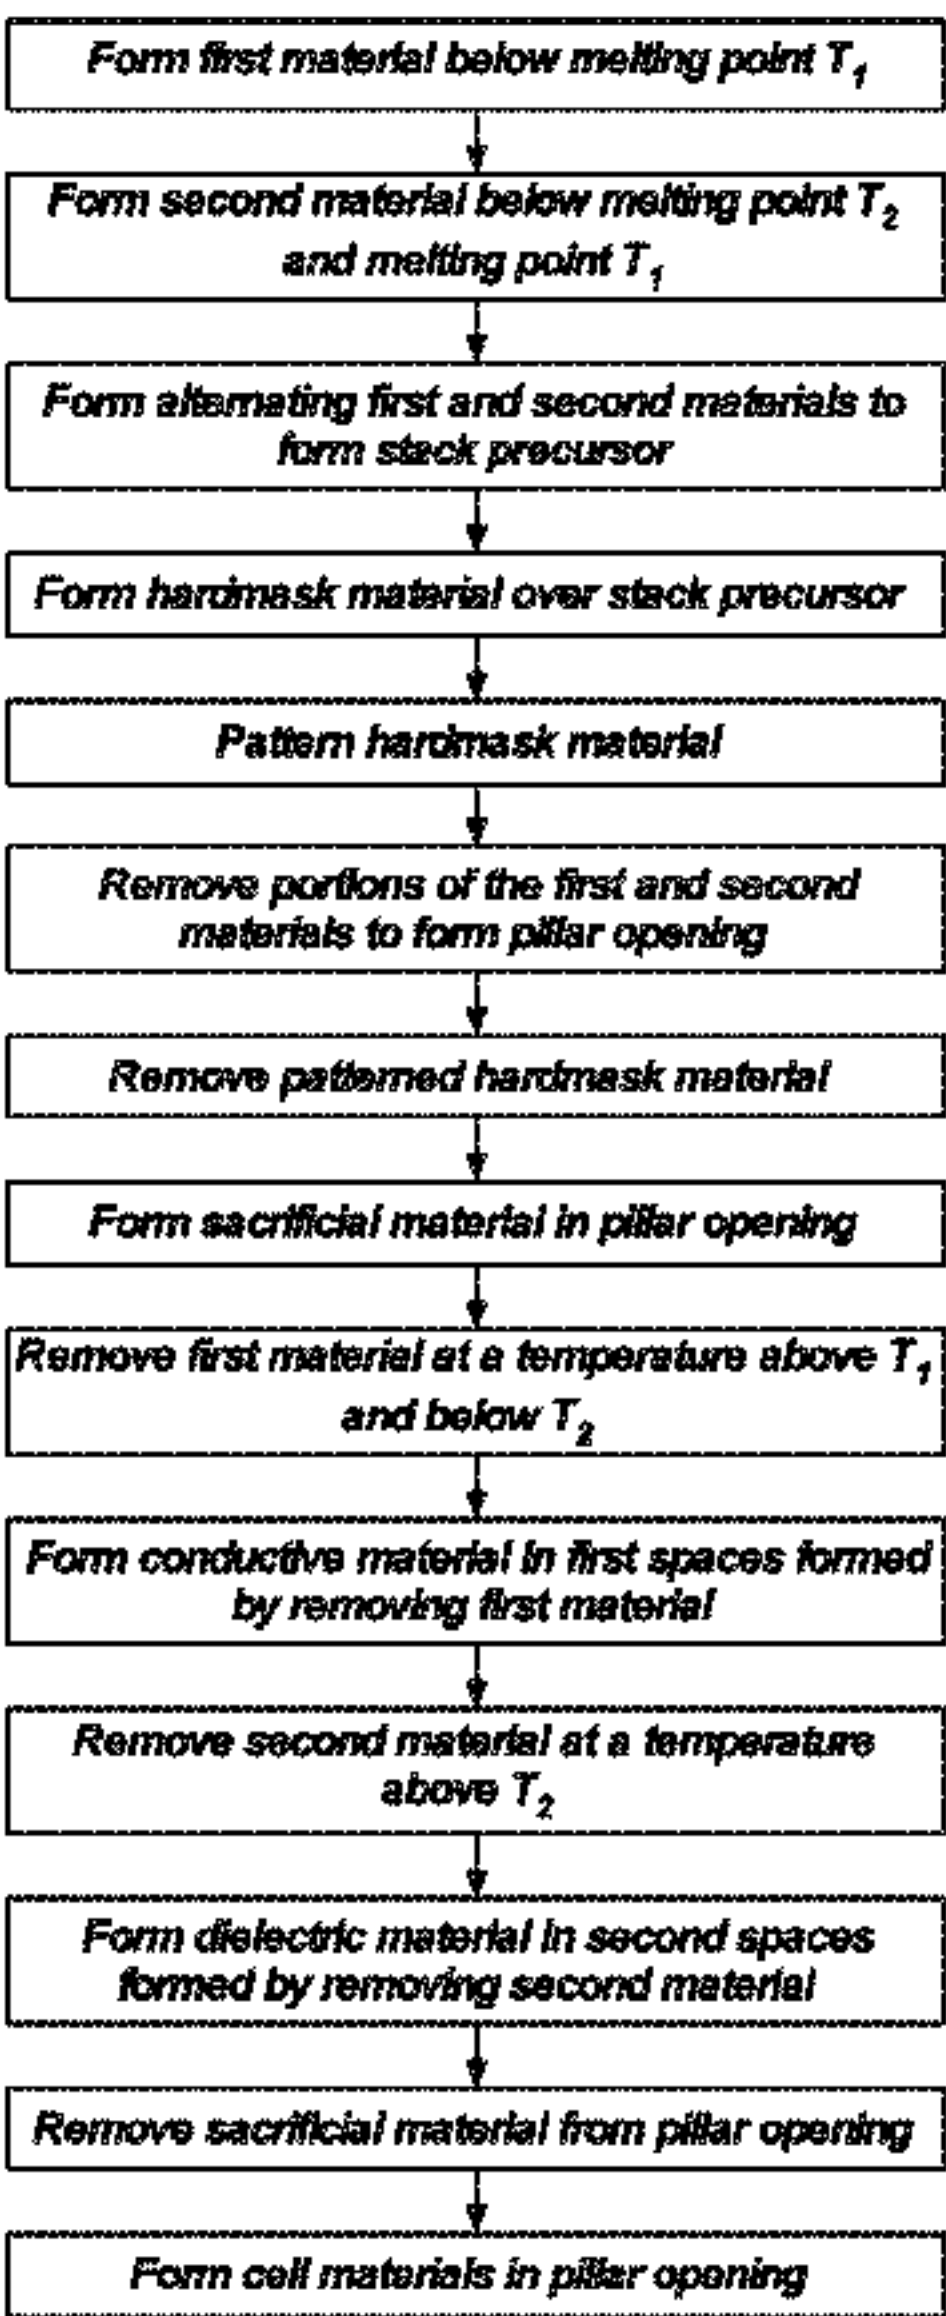 Form first material below melting point T1
Form second material below melting point T2
and melting point T1
Form alternating first and second materials to
form stack precursor
Form hardmask material over stack precursor
Pattern hardmask material
Remove portions of the first and second
materials to form pillar opening
Remove patterned hardmask material
Form sacrificial material in pillar opening
Remove first material at a temperature above T1
and below T2
Form conductive material in first spaces formed
by removing first material
Remove second material at a temperature
above T2
Form dielectric material in second spaces
formed by removing second material
Remove sacrificial material from pillar opening
Form cell materials in pillar opening